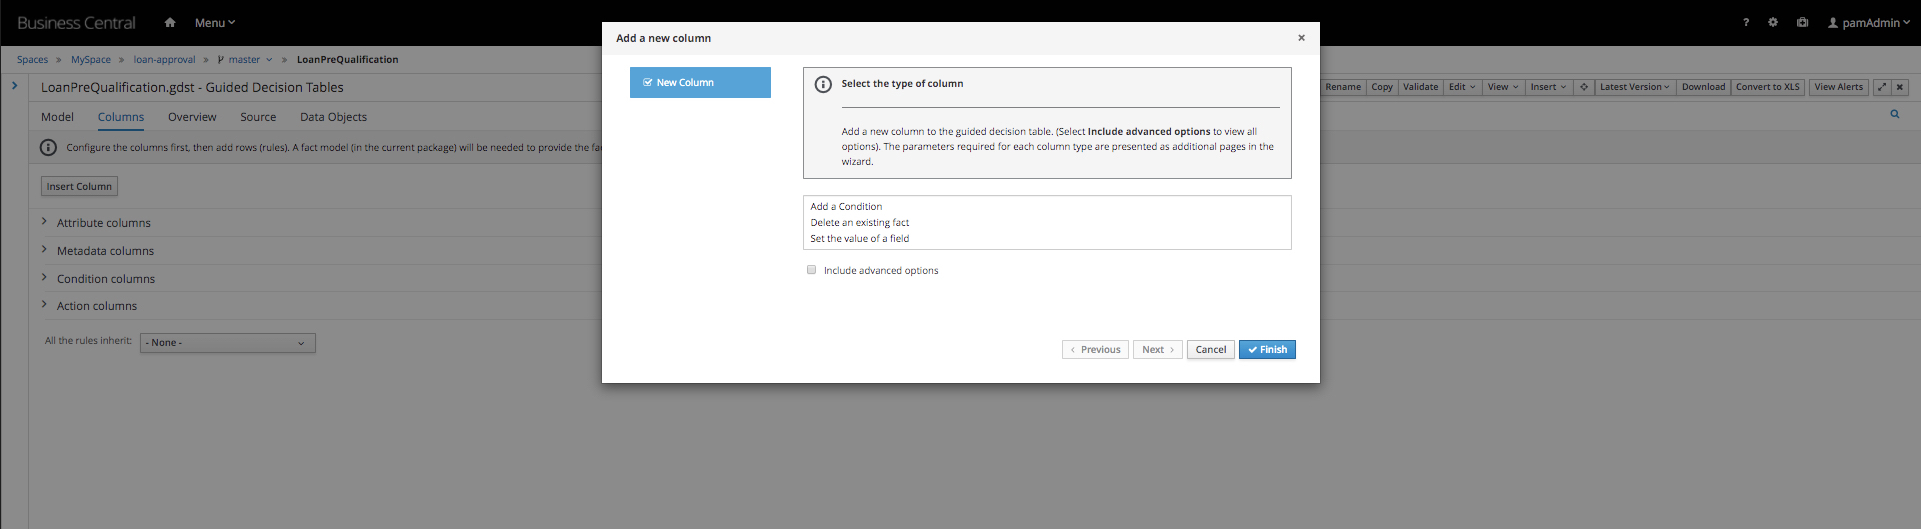 Business Central
Menu
?
pamAdmin
Add a new column
×
Spaces » MySpace » loan-approval » master » LoanPreQualification
LoanPreQualification.gdst - Guided Decision Tables
Rename Copy Validate Edit View Insert Latest Version Download Convert to XLS View Alerts
Model Columns Overview Source Data Objects
Configure the columns first, then add rows (rules). A fact model (in the current package) will be needed to provide the fa
Insert Column
Attribute columns
Metadata columns
Condition columns
Action columns
All the rules inherit: - None -
New Column
Select the type of column
Add a new column to the guided decision table. (Select Include advanced options to view all
options). The parameters required for each column type are presented as additional pages in the
wizard.
Add a Condition
Delete an existing fact
Set the value of a field
Include advanced options
Previous Next Cancel Finish